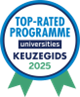 TOP-RATED
PROGRAMME
universities
KEUZEGIDS
2025